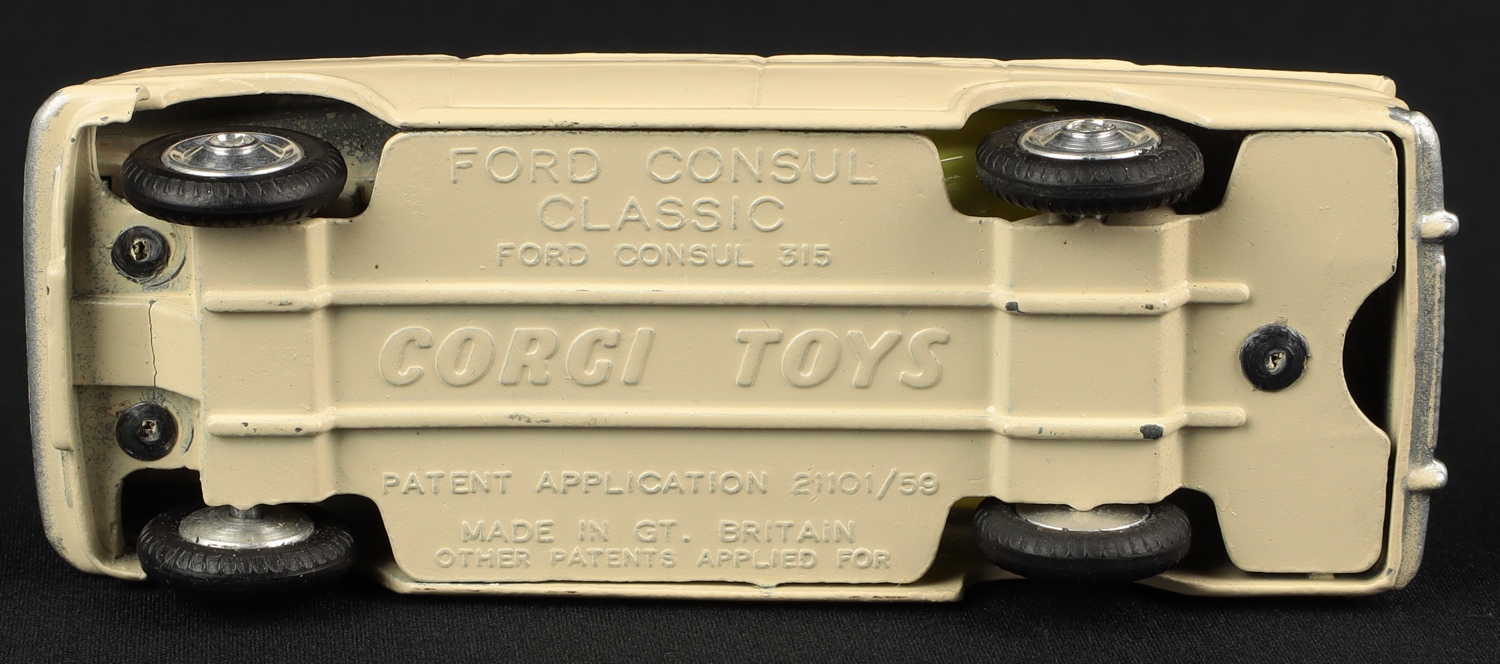 FORD CONSUL
CLASSIC
FORD CONSUL 315
CORGI TOYS
PATENT APPLICATION 21101/59
MADE IN GT. BRITAIN
OTHER PATENTS APPLIED FOR